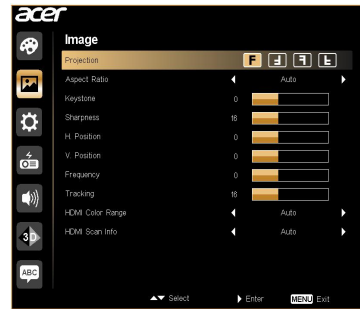 acer
Image
Projection F
Aspect Ratio Auto
Keystone 0
Sharpness 16
H. Position 0
V. Position 0
Frequency 0
Tracking 16
HDMI Color Range Auto
HDMI Scan Info Auto
3D
ABC
Select Enter MENU Exit